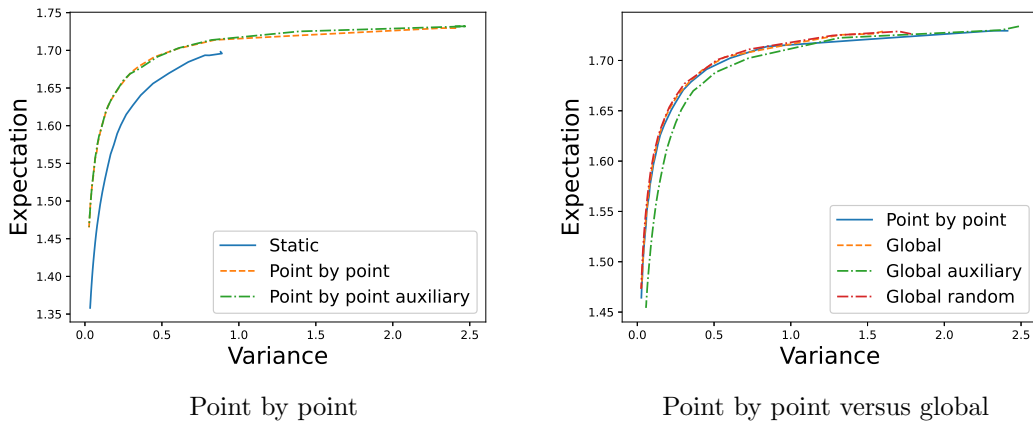 1.75
1.70
1.65
1.60
1.55
1.50
1.45
1.40
1.35
Expectation
0.0 0.5 1.0 1.5 2.0 2.5
Variance
Static
Point by point
Point by point auxiliary
Point by point
1.70
1.65
1.60
1.55
1.50
1.45
Expectation
0.0 0.5 1.0 1.5 2.0 2.5
Variance
Point by point
Global
Global auxiliary
Global random
Point by point versus global